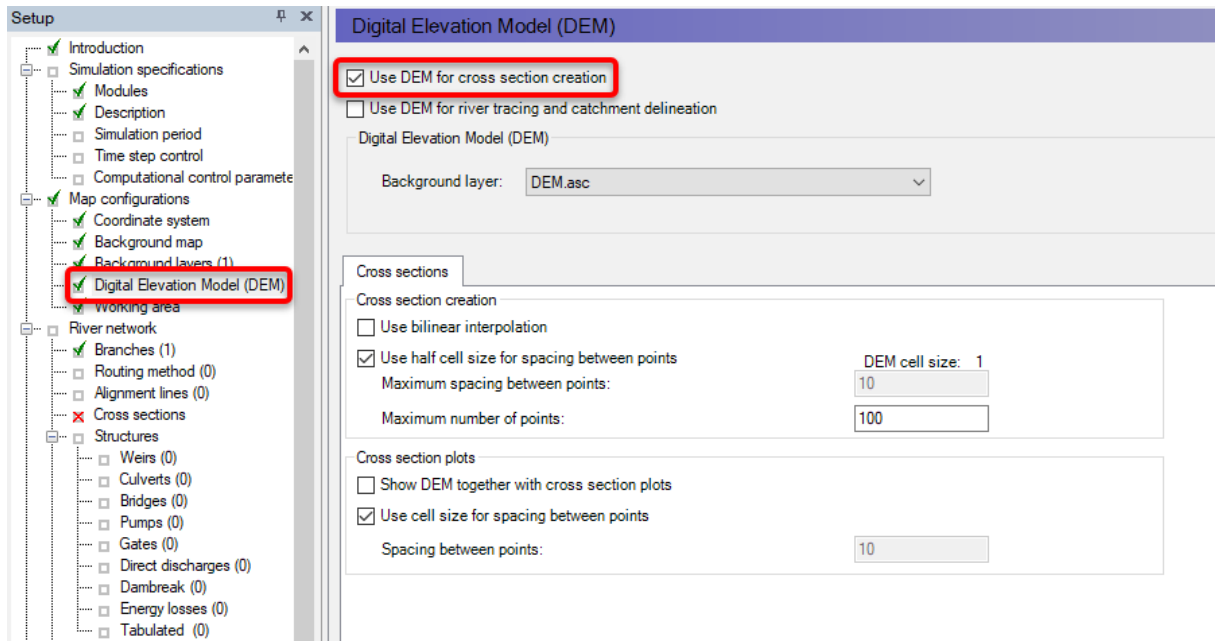 Setup
Introduction
Simulation specifications
Modules
Description
Simulation period
Time step control
Computational control paramete
Map configurations
Coordinate system
Background map
Background layers (1)
Digital Elevation Model (DEM)
Working area
River network
Branches (1)
Routing method (0)
Alignment lines (0)
Cross sections
Structures
Weirs (0)
Culverts (0)
Bridges (0)
Pumps (0)
Gates (0)
Direct discharges (0)
Dambreak (0)
Energy losses (0)
Tabulated (0)
Digital Elevation Model (DEM)
Use DEM for cross section creation
Use DEM for river tracing and catchment delineation
Digital Elevation Model (DEM)
Background layer: DEM.asc
Cross sections
Cross section creation
Use bilinear interpolation
Use half cell size for spacing between points DEM cell size: 1
Maximum spacing between points: 10
Maximum number of points: 100
Cross section plots
Show DEM together with cross section plots
Use cell size for spacing between points
Spacing between points: 10